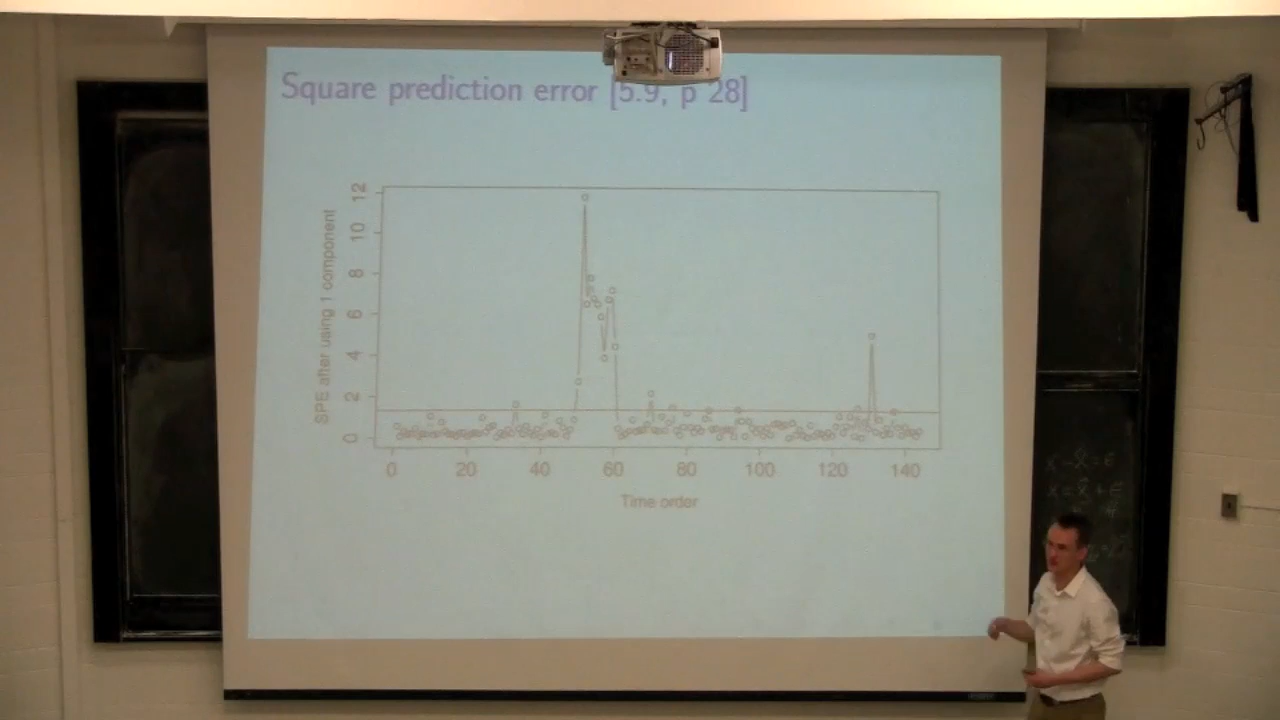 Square prediction error [5.9, p 28]
SPE after using 1 component
12
10
8
6
4
2
0
0 20 40 60 80 100 120 140
Time order
X - X̂ = E
X = X̂ + E